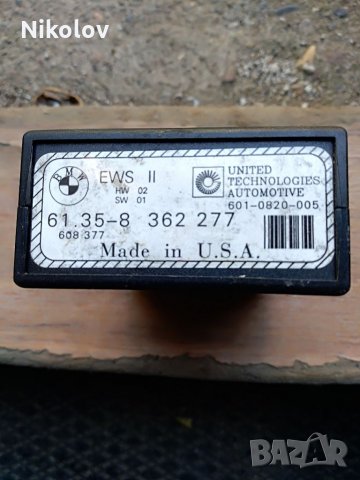 Nikolov
BMW
EWS II
HW 02
SW 01
UNITED
TECHNOLOGIES
AUTOMOTIVE
601-0820-005
61.35-8 362 277
608 377
Made in U.S.A.
BAZAR